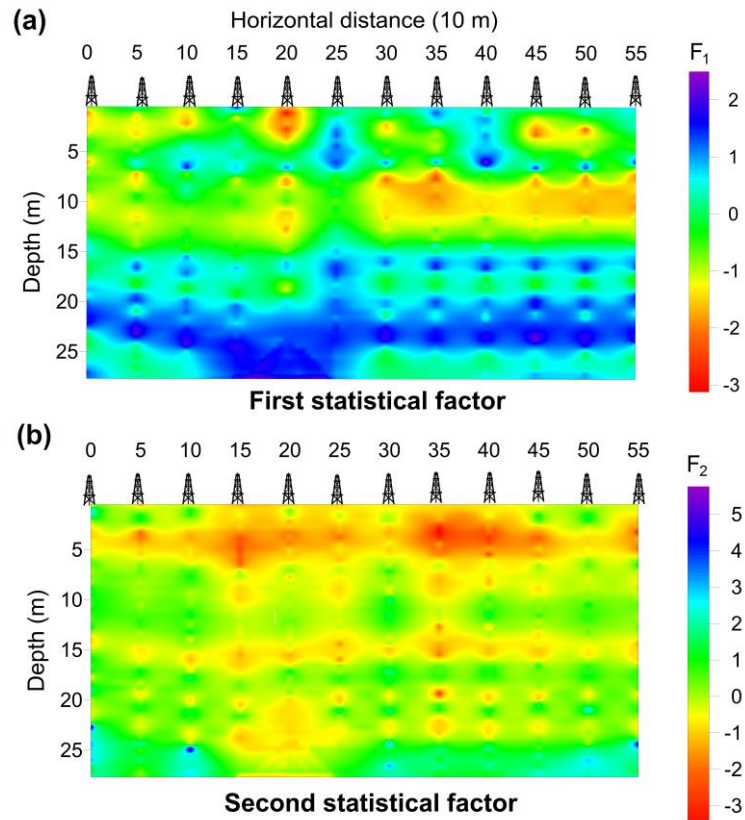 (a)
Horizontal distance (10 m)
0 5 10 15 20 25 30 35 40 45 50 55
F1
2
1
0
-1
-2
-3
Depth (m)
5
10
15
20
25
First statistical factor
(b)
0 5 10 15 20 25 30 35 40 45 50 55
F2
5
4
3
2
1
0
-1
-2
-3
Depth (m)
5
10
15
20
25
Second statistical factor